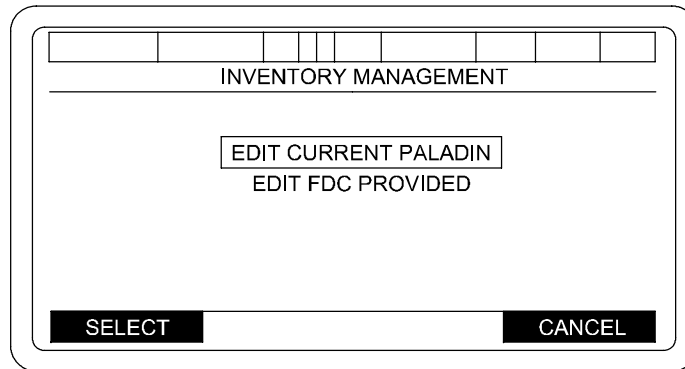 INVENTORY MANAGEMENT
EDIT CURRENT PALADIN
EDIT FDC PROVIDED
SELECT CANCEL